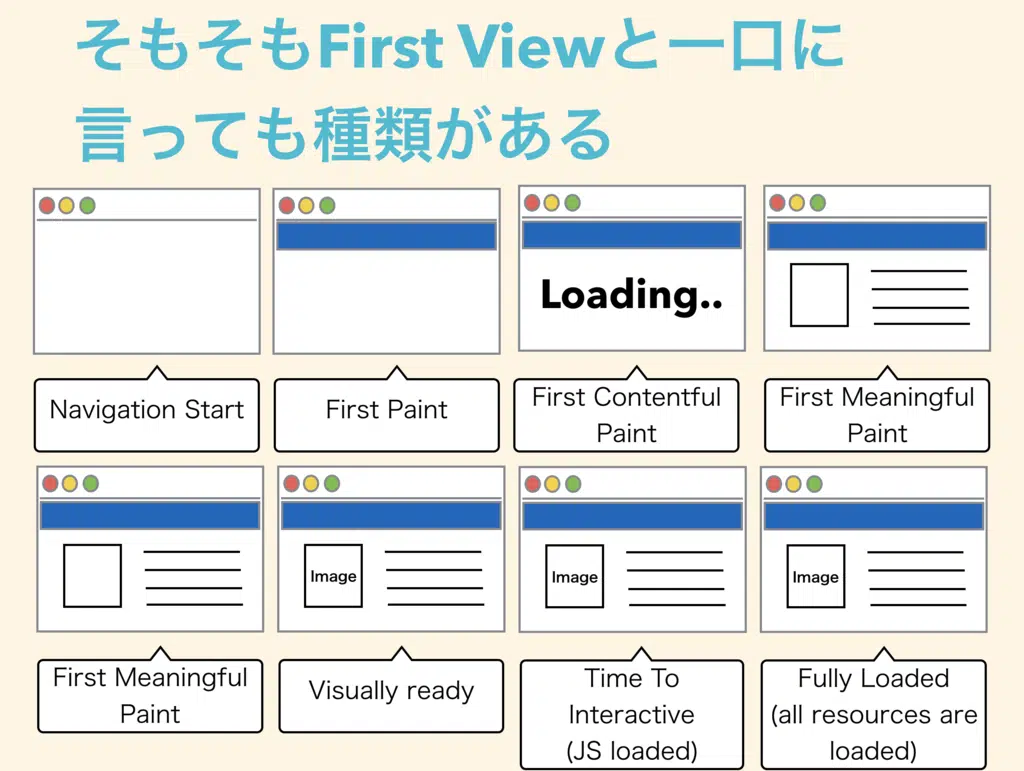 そもそもFirst Viewと一口に
言っても種類がある
Loading..
Navigation Start
First Paint
First Contentful
Paint
First Meaningful
Paint
Image
Image
Image
First Meaningful
Paint
Visually ready
Time To
Interactive
(JS loaded)
Fully Loaded
(all resources are
loaded)